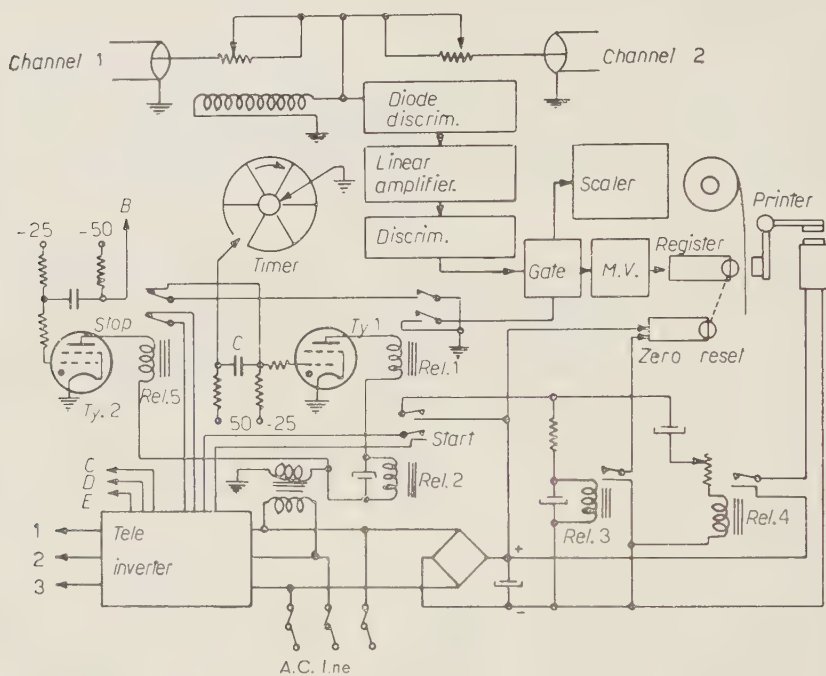 Channel 1
Channel 2
Diode
discrim.
Linear
amplifier.
Discrim.
Scaler
Printer
Register
Gate
M.V.
Timer
B
-25
-50
Stop
Ty.2
Rel.5
C
Ty.1
Rel.1
Zero reset
50
-25
Start
Rel.2
Rel.3
Rel.4
C
D
E
1
2
3
Tele
inverter
+
-
A.C. l.ne